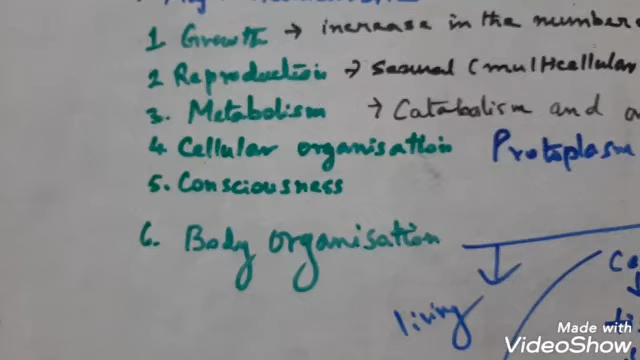 1 Growth → increase in the number
2 Reproduction → Sexual (multicellular
3. Metabolism → Catabolism and
4. Cellular organisation Protoplasm
5. Consciousness
6. Body organisation
living
Made with
VideoShow